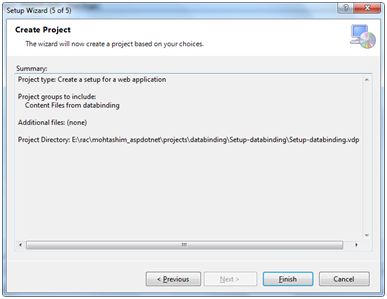 Setup Wizard (5 of 5)
Create Project
The wizard will now create a project based on your choices.
Summary:
Project type: Create a setup for a web application
Project groups to include:
Content Files from databinding
Additional files: (none)
Project Directory: E:\rac\mohtashim_aspdotnet\projects\databinding\Setup-databinding\Setup-databinding.vdp
< Previous
Next >
Finish
Cancel